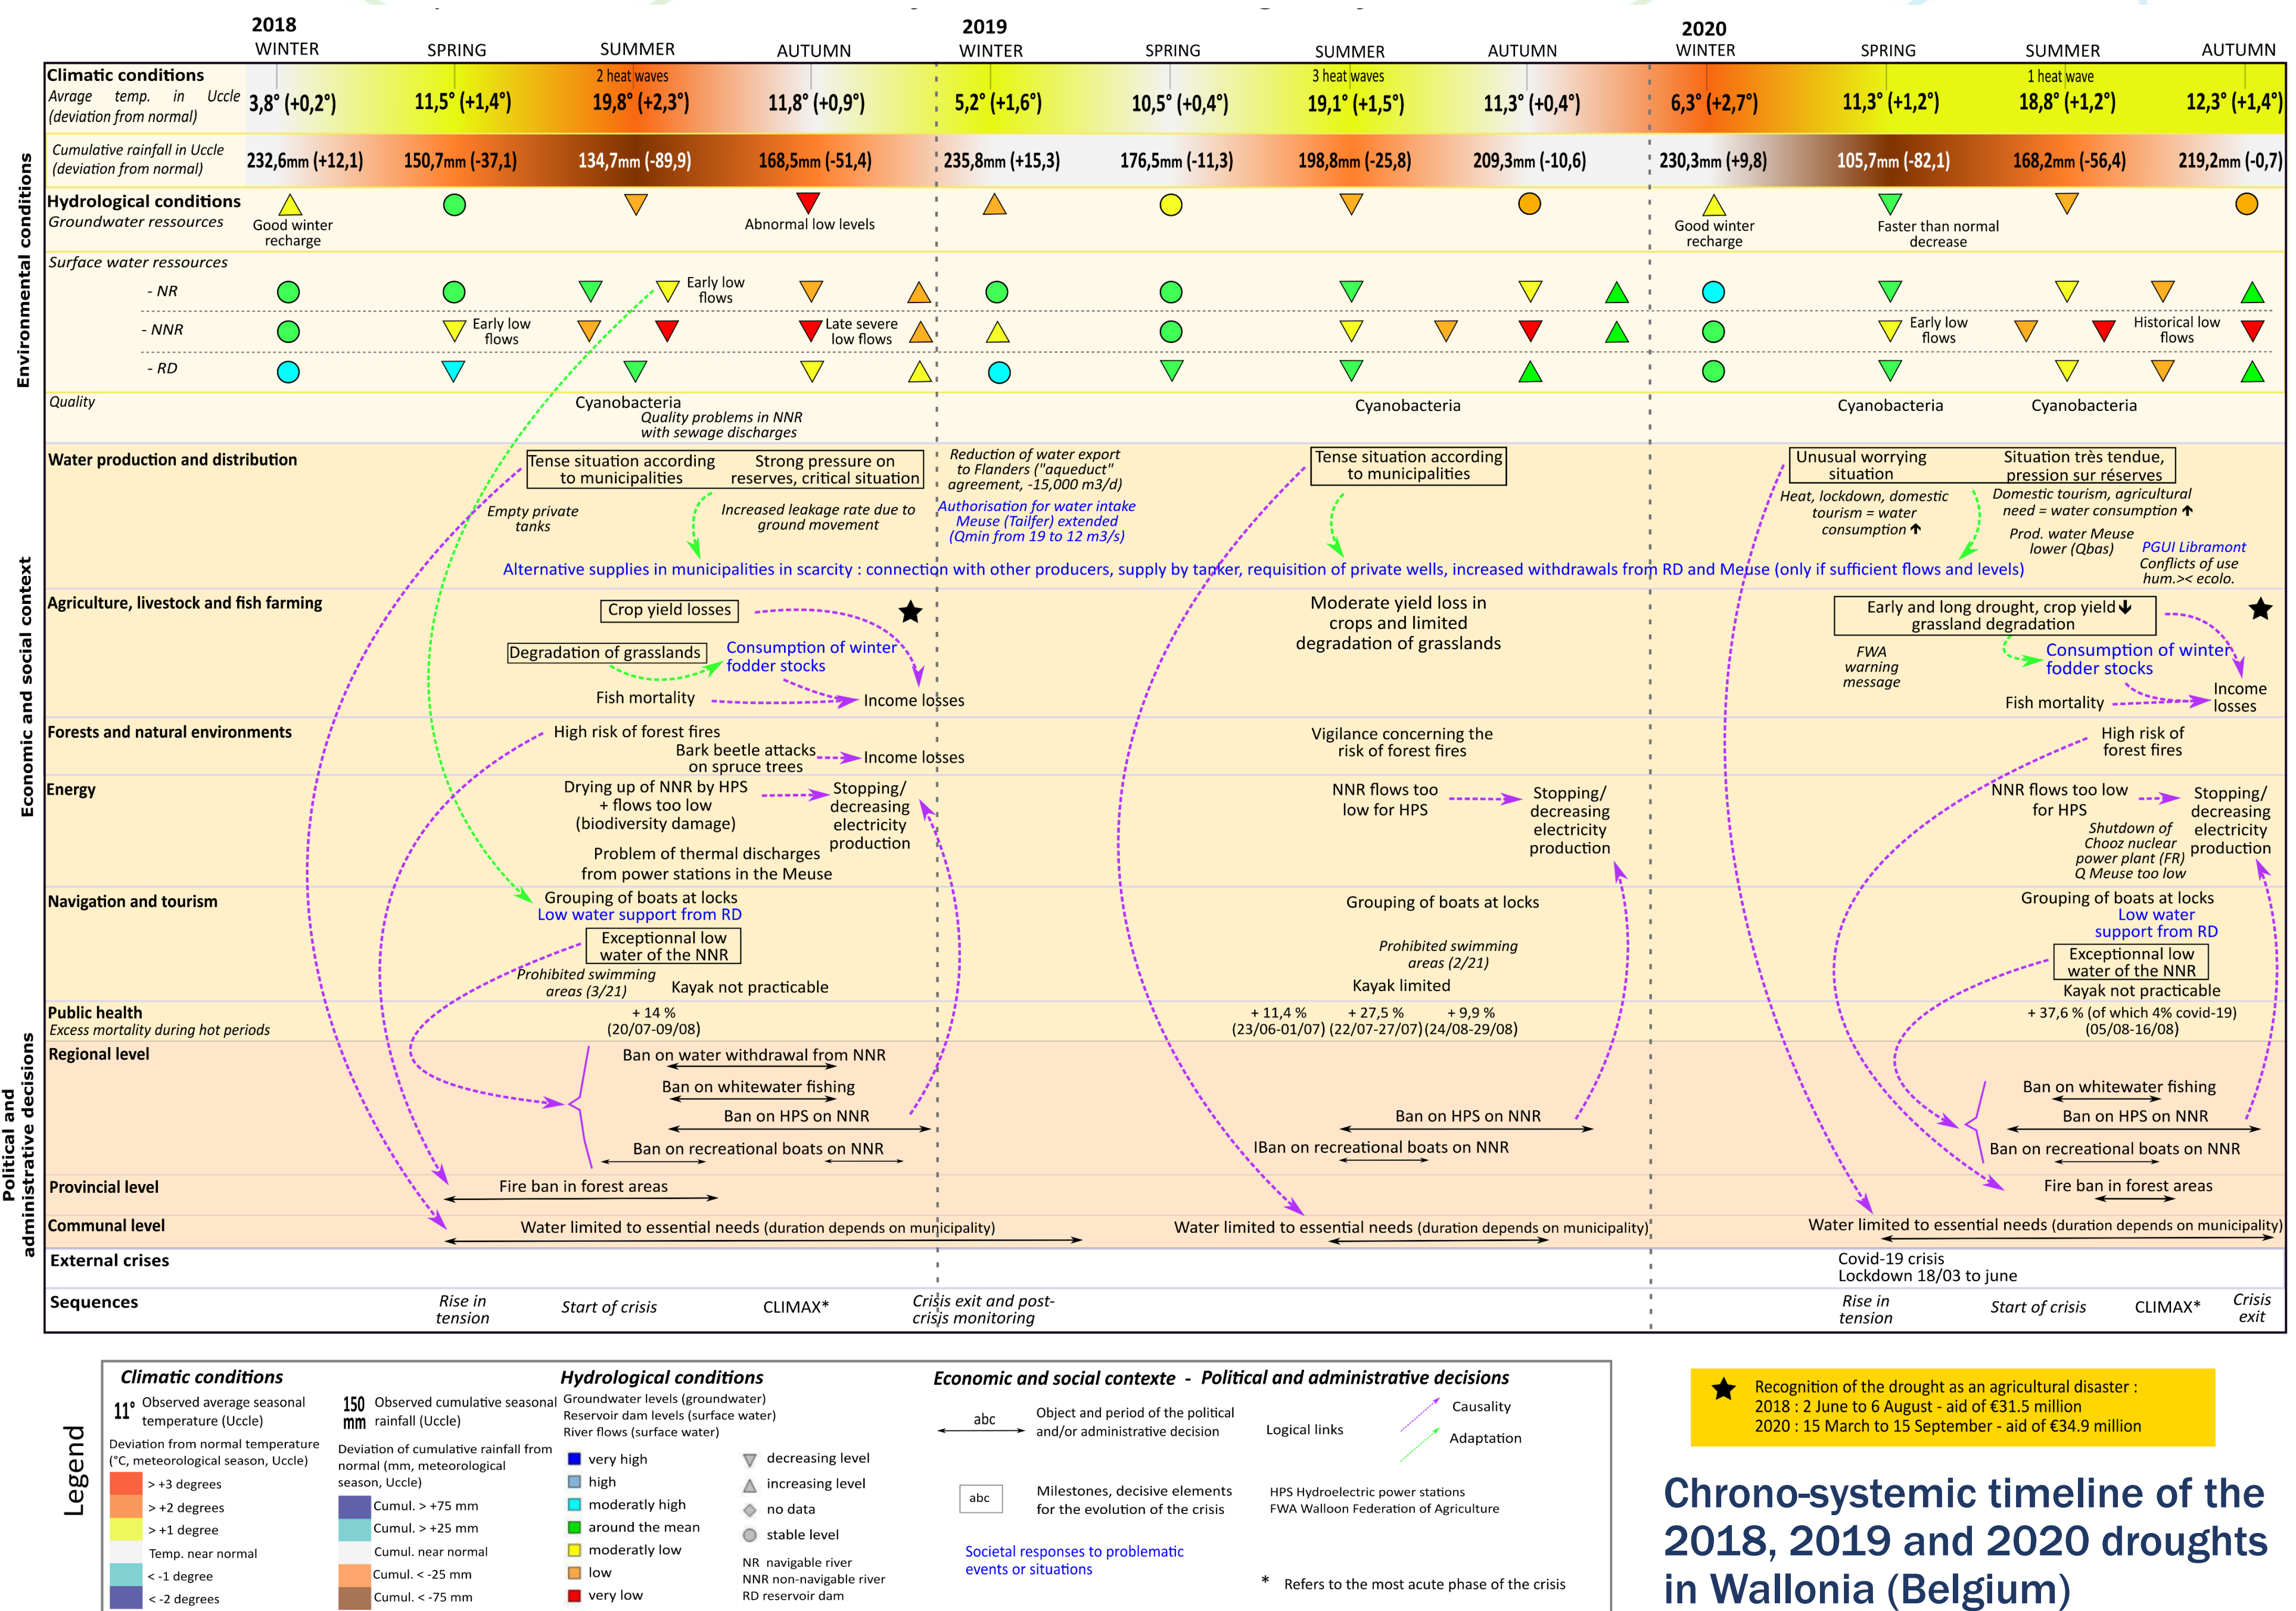 2018
2019
2020
WINTER
SPRING
SUMMER
AUTUMN
WINTER
SPRING
SUMMER
AUTUMN
WINTER
SPRING
SUMMER
AUTUMN
Environmental conditions
Climatic conditions
Avrage temp. in Uccle
(deviation from normal)
2 heat waves
3 heat waves
1 heat wave
3,8° (+0,2°)
11,5° (+1,4°)
19,8° (+2,3°)
11,8° (+0,9°)
5,2° (+1,6°)
10,5° (+0,4°)
19,1° (+1,5°)
11,3° (+0,4°)
6,3° (+2,7°)
11,3° (+1,2°)
18,8° (+1,2°)
12,3° (+1,4°)
Cumulative rainfall in Uccle
(deviation from normal)
232,6mm (+12,1)
150,7mm (-37,1)
134,7mm (-89,9)
168,5mm (-51,4)
235,8mm (+15,3)
176,5mm (-11,3)
198,8mm (-25,8)
209,3mm (-10,6)
230,3mm (+9,8)
105,7mm (-82,1)
168,2mm (-56,4)
219,2mm (-0,7)
Hydrological conditions
Groundwater ressources
Good winter
recharge
Abnormal low levels
Good winter
recharge
Faster than normal
decrease
Surface water ressources
- NR
Early low
flows
- NNR
Early low
flows
Late severe
low flows
Early low
flows
Historical low
flows
- RD
Quality
Cyanobacteria
Quality problems in NNR
with sewage discharges
Cyanobacteria
Cyanobacteria
Cyanobacteria
Economic and social context
Water production and distribution
Tense situation according
to municipalities
Strong pressure on
reserves, critical situation
Empty private
tanks
Increased leakage rate due to
ground movement
Reduction of water export
to Flanders ("aqueduct"
agreement, -15,000 m3/d)
Authorisation for water intake
Meuse (Tailfer) extended
(Qmin from 19 to 12 m3/s)
Tense situation according
to municipalities
Unusual worrying
situation
Situation très tendue,
pression sur réserves
Heat, lockdown, domestic
tourism = water
consumption 🡹
Domestic tourism, agricultural
need = water consumption 🡹
Prod. water Meuse
lower (Qbas)
PGUI Libramont
Conflicts of use
hum.>< ecolo.
Alternative supplies in municipalities in scarcity : connection with other producers, supply by tanker, requisition of private wells, increased withdrawals from RD and Meuse (only if sufficient flows and levels)
Agriculture, livestock and fish farming
Crop yield losses
Degradation of grasslands
Consumption of winter
fodder stocks
Fish mortality
Income losses
Moderate yield loss in
crops and limited
degradation of grasslands
Early and long drought, crop yield🡻
grassland degradation
FWA
warning
message
Consumption of winter
fodder stocks
Fish mortality
Income
losses
Forests and natural environments
High risk of forest fires
Bark beetle attacks
on spruce trees
Income losses
Vigilance concerning the
risk of forest fires
High risk of
forest fires
Energy
Drying up of NNR by HPS
+ flows too low
(biodiversity damage)
Stopping/
decreasing
electricity
production
Problem of thermal discharges
from power stations in the Meuse
NNR flows too
low for HPS
Stopping/
decreasing
electricity
production
NNR flows too low
for HPS
Shutdown of
Chooz nuclear
power plant (FR)
Q Meuse too low
Stopping/
decreasing
electricity
production
Navigation and tourism
Grouping of boats at locks
Low water support from RD
Exceptionnal low
water of the NNR
Prohibited swimming
areas (3/21)
Kayak not practicable
Grouping of boats at locks
Prohibited swimming
areas (2/21)
Kayak limited
Grouping of boats at locks
Low water
support from RD
Exceptionnal low
water of the NNR
Kayak not practicable
Public health
Excess mortality during hot periods
+ 14 %
(20/07-09/08)
+ 11,4 %
(23/06-01/07)
+ 27,5 %
(22/07-27/07)
+ 9,9 %
(24/08-29/08)
+ 37,6 % (of which 4% covid-19)
(05/08-16/08)
Political and
administrative decisions
Regional level
Ban on water withdrawal from NNR
Ban on whitewater fishing
Ban on HPS on NNR
Ban on recreational boats on NNR
Ban on HPS on NNR
lBan on recreational boats on NNR
Ban on whitewater fishing
Ban on HPS on NNR
Ban on recreational boats on NNR
Provincial level
Fire ban in forest areas
Fire ban in forest areas
Communal level
Water limited to essential needs (duration depends on municipality)
Water limited to essential needs (duration depends on municipality)
Water limited to essential needs (duration depends on municipality)
External crises
Covid-19 crisis
Lockdown 18/03 to june
Sequences
Rise in
tension
Start of crisis
CLIMAX*
Crisis exit and post-
crisis monitoring
Rise in
tension
Start of crisis
CLIMAX*
Crisis
exit
Legend
Climatic conditions
11°
Observed average seasonal
temperature (Uccle)
Deviation from normal temperature
(°C, meteorological season, Uccle)
> +3 degrees
> +2 degrees
> +1 degree
Temp. near normal
< -1 degree
< -2 degrees
150
mm
Observed cumulative seasonal
rainfall (Uccle)
Deviation of cumulative rainfall from
normal (mm, meteorological
season, Uccle)
Cumul. > +75 mm
Cumul. > +25 mm
Cumul. near normal
Cumul. < -25 mm
Cumul. < -75 mm
Hydrological conditions
Groundwater levels (groundwater)
Reservoir dam levels (surface water)
River flows (surface water)
very high
high
moderatly high
around the mean
moderatly low
low
very low
decreasing level
increasing level
no data
stable level
NR navigable river
NNR non-navigable river
RD reservoir dam
Economic and social contexte - Political and administrative decisions
abc
Object and period of the political
and/or administrative decision
abc
Milestones, decisive elements
for the evolution of the crisis
Societal responses to problematic
events or situations
Logical links
Causality
Adaptation
HPS Hydroelectric power stations
FWA Walloon Federation of Agriculture
* Refers to the most acute phase of the crisis
Recognition of the drought as an agricultural disaster :
2018 : 2 June to 6 August - aid of €31.5 million
2020 : 15 March to 15 September - aid of €34.9 million
Chrono-systemic timeline of the
2018, 2019 and 2020 droughts
in Wallonia (Belgium)